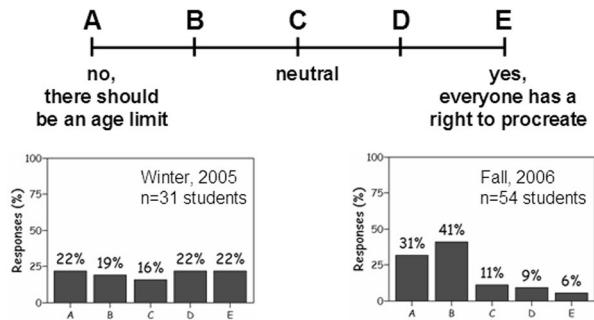 A B C D E
no, there should be an age limit
neutral
yes, everyone has a right to procreate
Winter, 2005
n=31 students
Responses (%)
100
75
50
25
0
22% 19% 16% 22% 22%
A B C D E
Fall, 2006
n=54 students
Responses (%)
100
75
50
25
0
31% 41% 11% 9% 6%
A B C D E